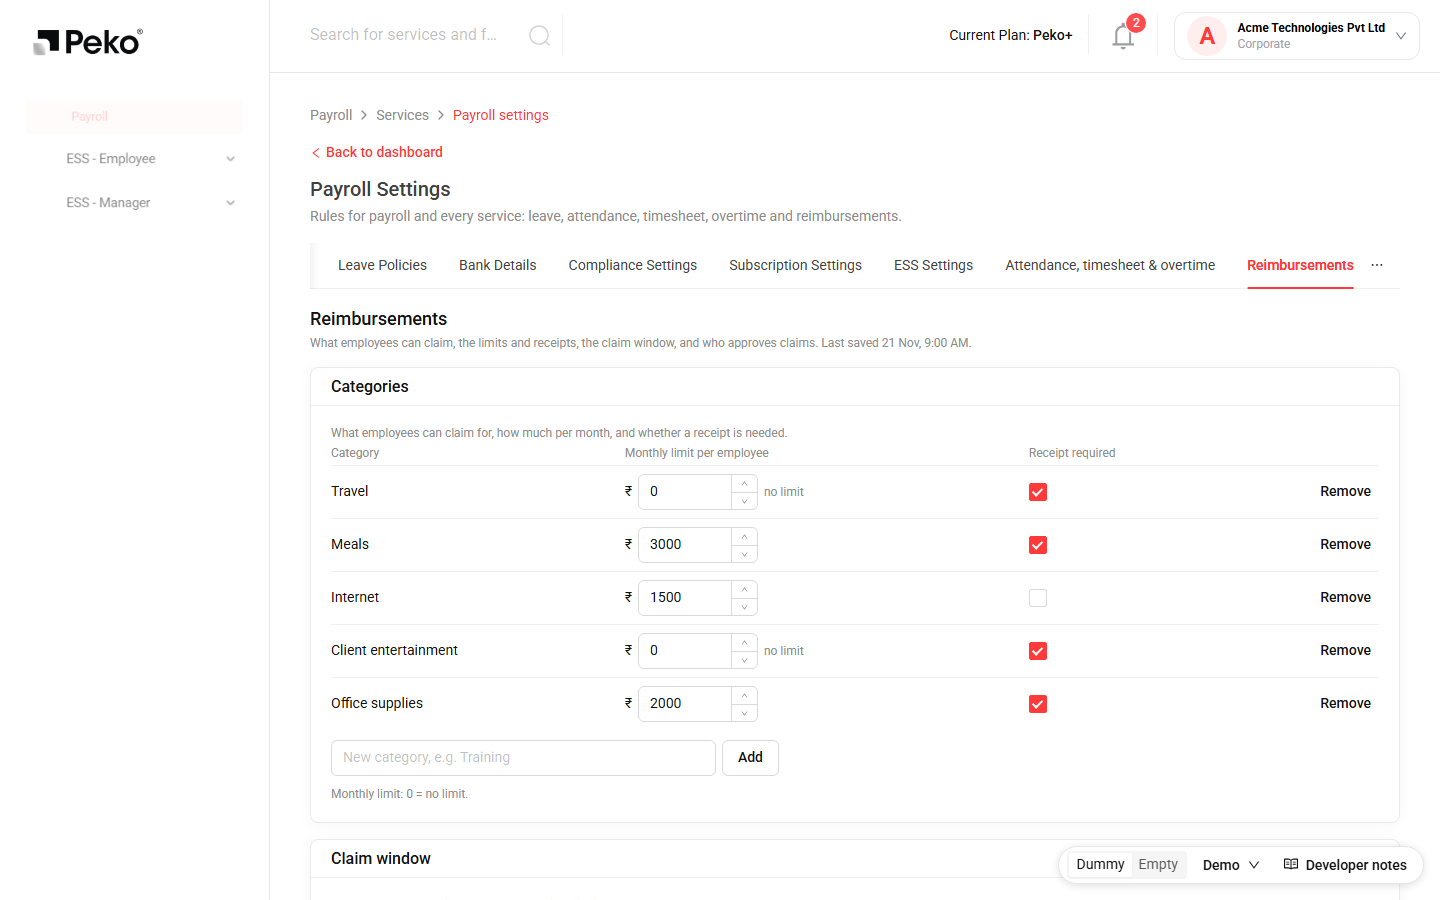 Peko®
Search for services and f...
Current Plan: Peko+
2
A
Acme Technologies Pvt Ltd
Corporate
Payroll
ESS - Employee
ESS - Manager
Payroll > Services > Payroll settings
< Back to dashboard
Payroll Settings
Rules for payroll and every service: leave, attendance, timesheet, overtime and reimbursements.
Leave Policies Bank Details Compliance Settings Subscription Settings ESS Settings Attendance, timesheet & overtime Reimbursements ...
Reimbursements
What employees can claim, the limits and receipts, the claim window, and who approves claims. Last saved 21 Nov, 9:00 AM.
Categories
What employees can claim for, how much per month, and whether a receipt is needed.
Category Monthly limit per employee Receipt required
Travel ₹ 0 no limit Remove
Meals ₹ 3000 Remove
Internet ₹ 1500 Remove
Client entertainment ₹ 0 no limit Remove
Office supplies ₹ 2000 Remove
New category, e.g. Training Add
Monthly limit: 0 = no limit.
Claim window
Dummy Empty Demo Developer notes